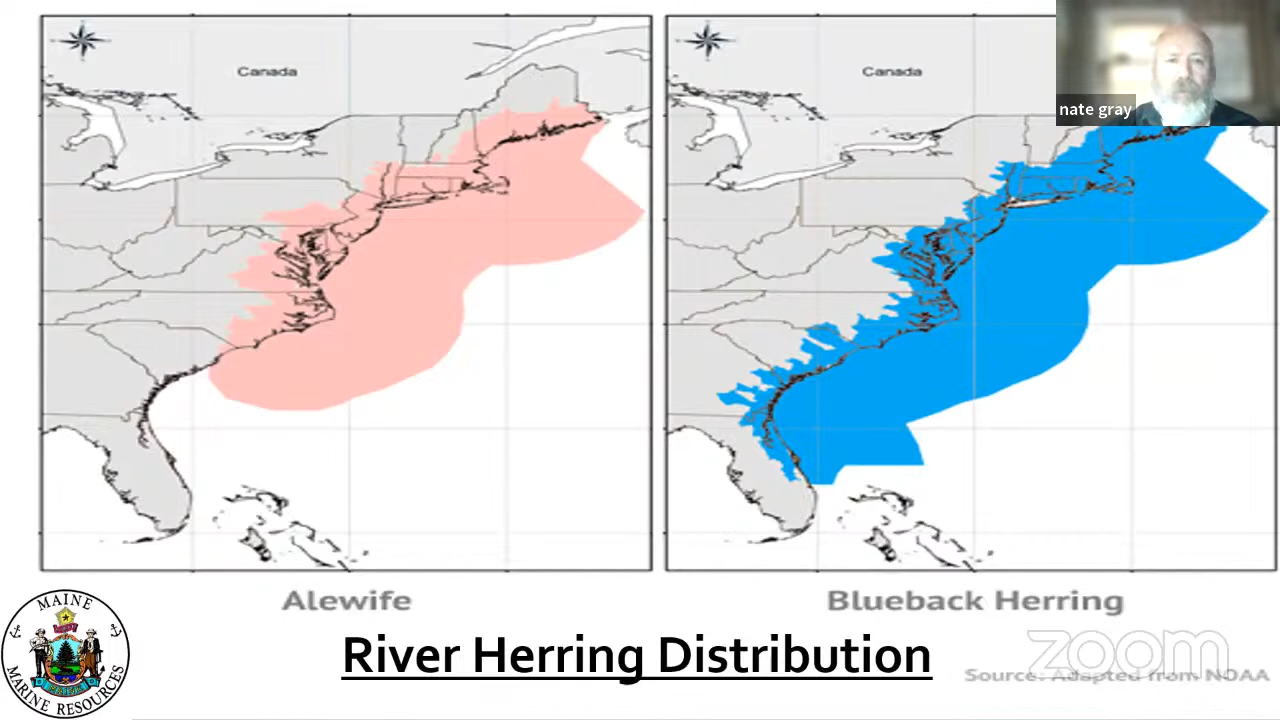 Canada
Canada
nate gray
Alewife
Blueback Herring
River Herring Distribution
zoom
Source: Adapted from NOAA
MAINE
MARINE RESOURCES